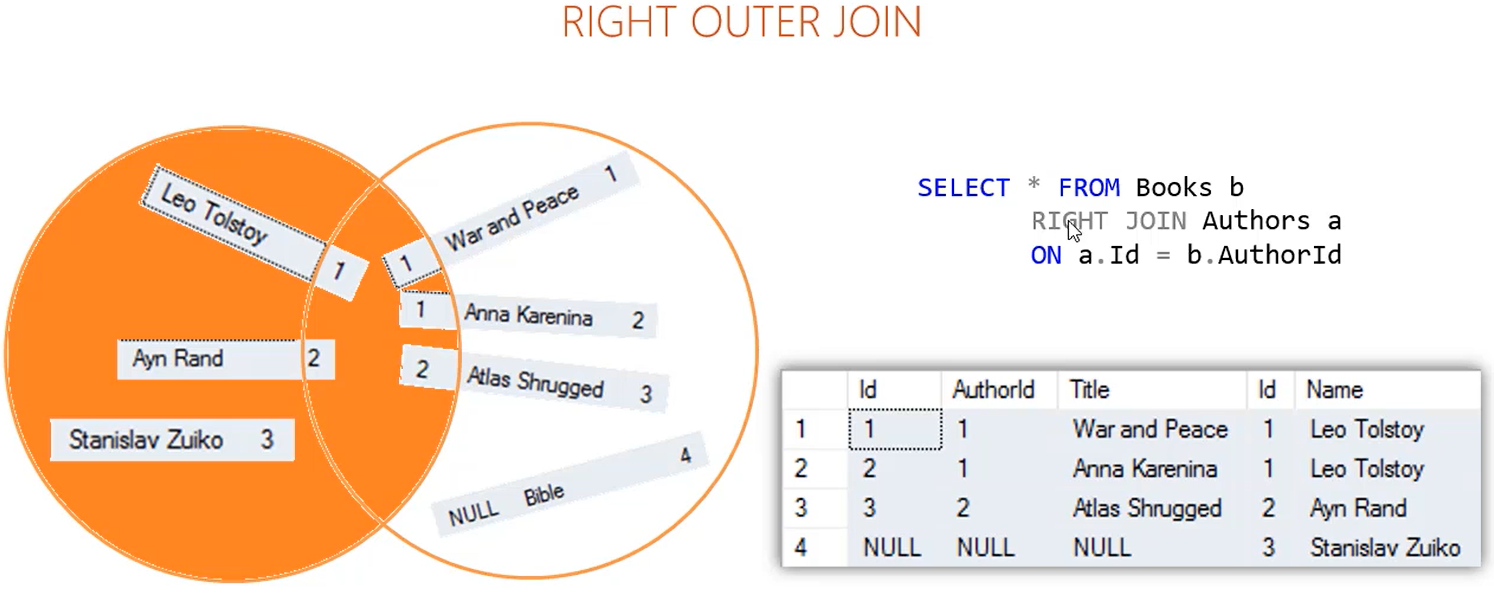 RIGHT OUTER JOIN
Leo Tolstoy 1
Ayn Rand 2
Stanislav Zuiko 3
1 War and Peace 1
1 Anna Karenina 2
2 Atlas Shrugged 3
NULL Bible 4
SELECT * FROM Books b
RIGHT JOIN Authors a
ON a.Id = b.AuthorId
Id AuthorId Title Id Name
1 1 1 War and Peace 1 Leo Tolstoy
2 2 1 Anna Karenina 1 Leo Tolstoy
3 3 2 Atlas Shrugged 2 Ayn Rand
4 NULL NULL NULL 3 Stanislav Zuiko